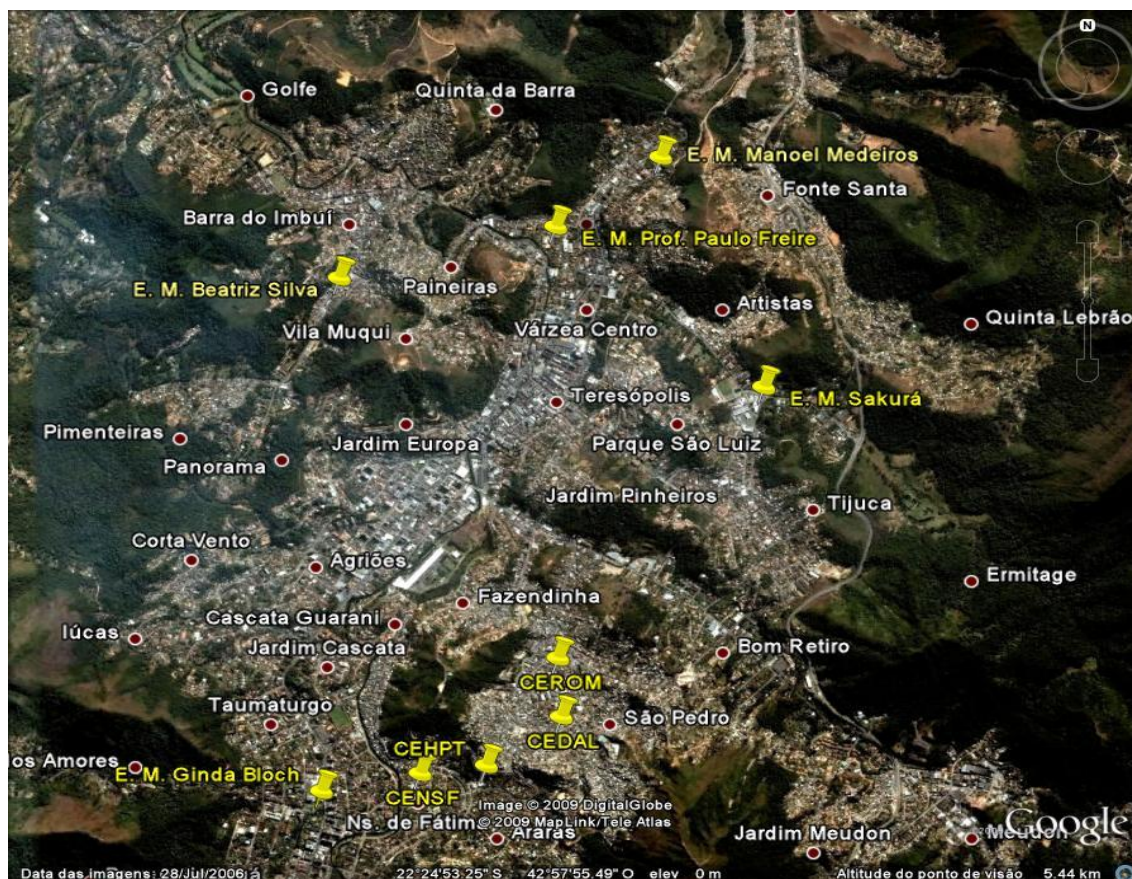 N
Golfe
Quinta da Barra
E. M. Manoel Medeiros
Fonte Santa
Barra do Imbuí
E. M. Prof. Paulo Freire
Paineiras
E. M. Beatriz Silva
Artistas
Várzea Centro
Quinta Lebrão
Vila Muqui
Teresópolis
E. M. Sakurá
Pimenteiras
Jardim Europa
Parque São Luiz
Panorama
Jardim Pinheiros
Tijuca
Corta Vento
Agriões
Ermitage
Fazendinha
Cascata Guarani
Iúcas
Jardim Cascata
Bom Retiro
CEROM
Taumaturgo
São Pedro
CEDAL
CEHPT
os Amores
E. M. Ginda Bloch
CENSF
Image © 2009 DigitalGlobe
Ns. de Fátim
© 2009 MapLink/Tele Atlas
Araras
Jardim Meudon
Meudon
Google
Data das imagens: 28/Jul/2006
22°24'53.25" S 42°57'55.49" O elev 0 m
Altitude do ponto de visão 5.44 km